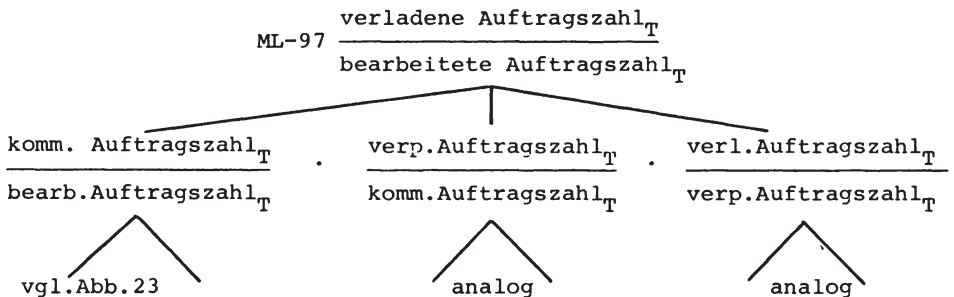 verladene Auftragszahl_T
ML-97
bearbeitete Auftragszahl_T
komm. Auftragszahl_T . verp.Auftragszahl_T . verl.Auftragszahl_T
bearb.Auftragszahl_T komm.Auftragszahl_T verp.Auftragszahl_T
vgl.Abb.23 analog analog